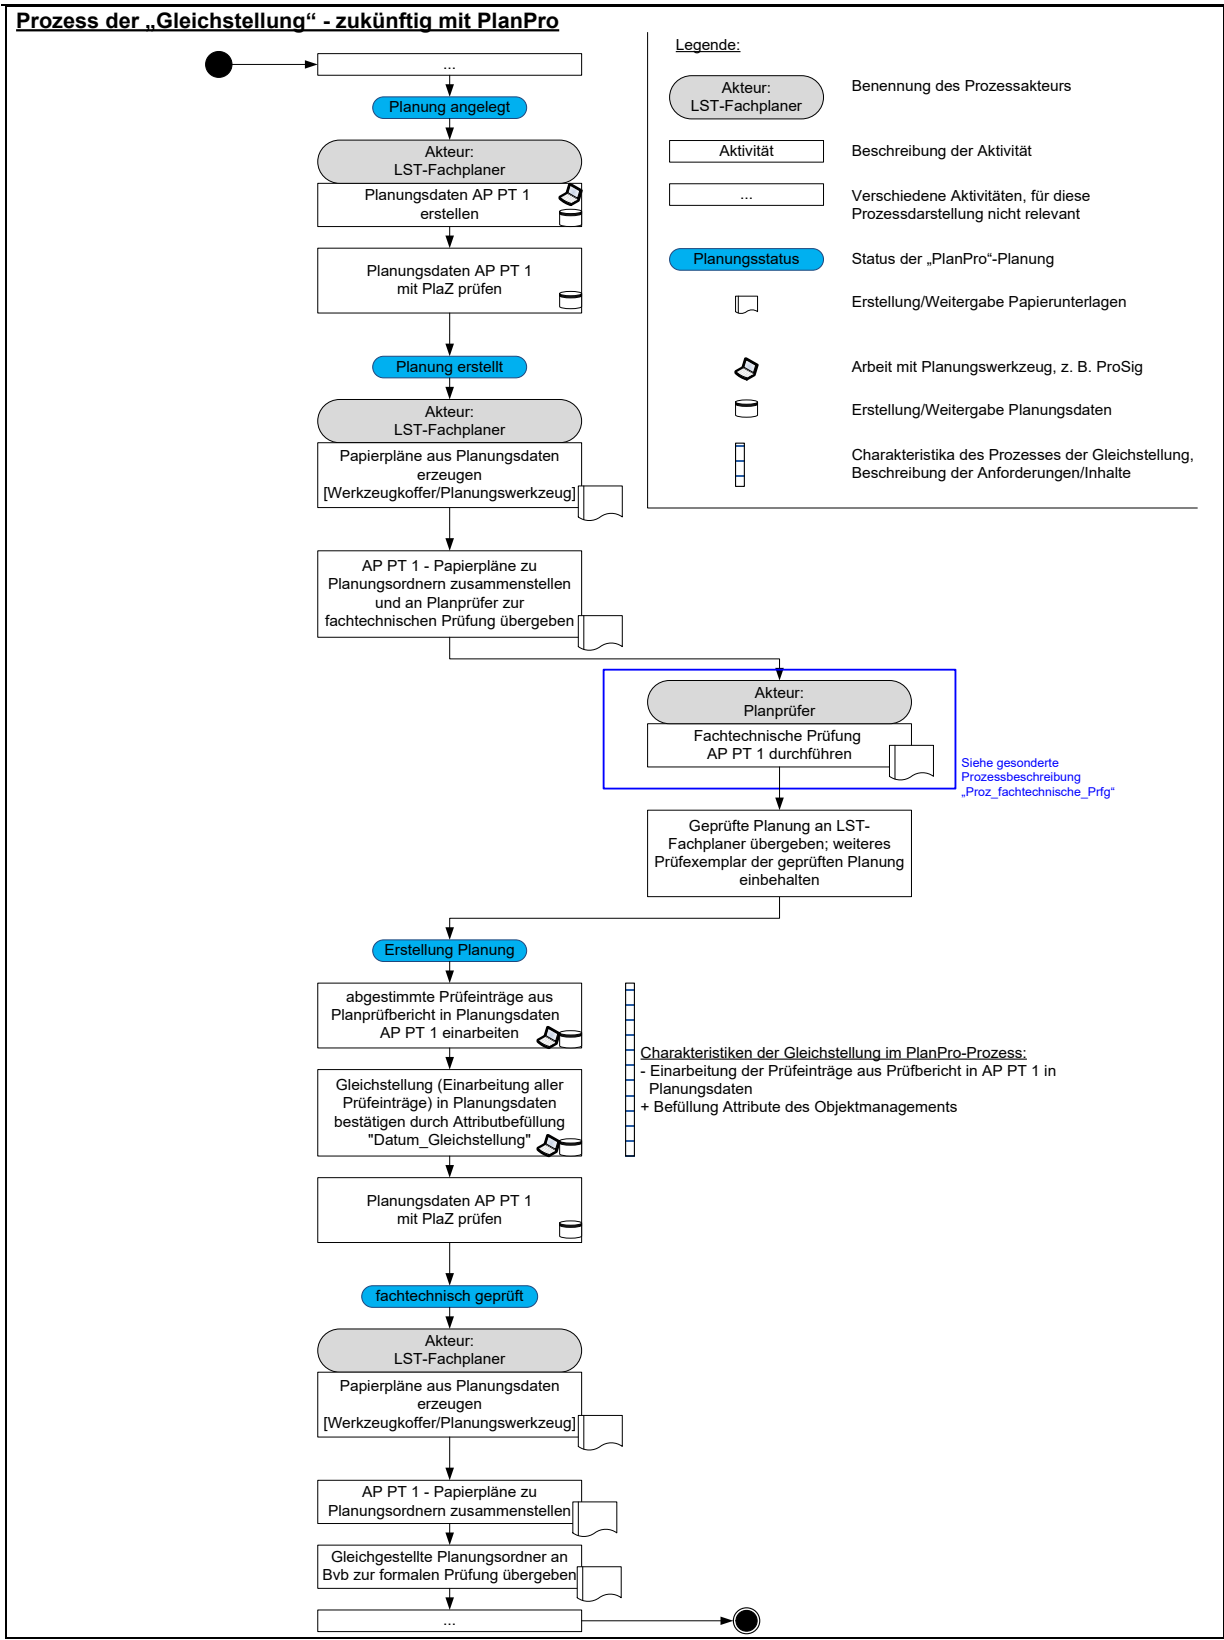 Prozess der „Gleichstellung“ - zukünftig mit PlanPro
...
Planung angelegt
Akteur:
LST-Fachplaner
Planungsdaten AP PT 1
erstellen
Planungsdaten AP PT 1
mit PlaZ prüfen
Planung erstellt
Akteur:
LST-Fachplaner
Papierpläne aus Planungsdaten
erzeugen
[Werkzeugkoffer/Planungswerkzeug]
AP PT 1 - Papierpläne zu
Planungsordnern zusammenstellen
und an Planprüfer zur
fachtechnischen Prüfung übergeben
Legende:
Akteur:
LST-Fachplaner
Benennung des Prozessakteurs
Aktivität
Beschreibung der Aktivität
...
Verschiedene Aktivitäten, für diese
Prozessdarstellung nicht relevant
Planungsstatus
Status der „PlanPro“-Planung
Erstellung/Weitergabe Papierunterlagen
Arbeit mit Planungswerkzeug, z. B. ProSig
Erstellung/Weitergabe Planungsdaten
Charakteristika des Prozesses der Gleichstellung,
Beschreibung der Anforderungen/Inhalte
Akteur:
Planprüfer
Fachtechnische Prüfung
AP PT 1 durchführen
Siehe gesonderte
Prozessbeschreibung
„Proz_fachtechnische_Prfg“
Geprüfte Planung an LST-
Fachplaner übergeben; weiteres
Prüfexemplar der geprüften Planung
einbehalten
Erstellung Planung
abgestimmte Prüfeinträge aus
Planprüfbericht in Planungsdaten
AP PT 1 einarbeiten
Gleichstellung (Einarbeitung aller
Prüfeinträge) in Planungsdaten
bestätigen durch Attributbefüllung
"Datum_Gleichstellung"
Charakteristiken der Gleichstellung im PlanPro-Prozess:
- Einarbeitung der Prüfeinträge aus Prüfbericht in AP PT 1 in
Planungsdaten
+ Befüllung Attribute des Objektmanagements
Planungsdaten AP PT 1
mit PlaZ prüfen
fachtechnisch geprüft
Akteur:
LST-Fachplaner
Papierpläne aus Planungsdaten
erzeugen
[Werkzeugkoffer/Planungswerkzeug]
AP PT 1 - Papierpläne zu
Planungsordnern zusammenstellen
Gleichgestellte Planungsordner an
Bvb zur formalen Prüfung übergeben
...